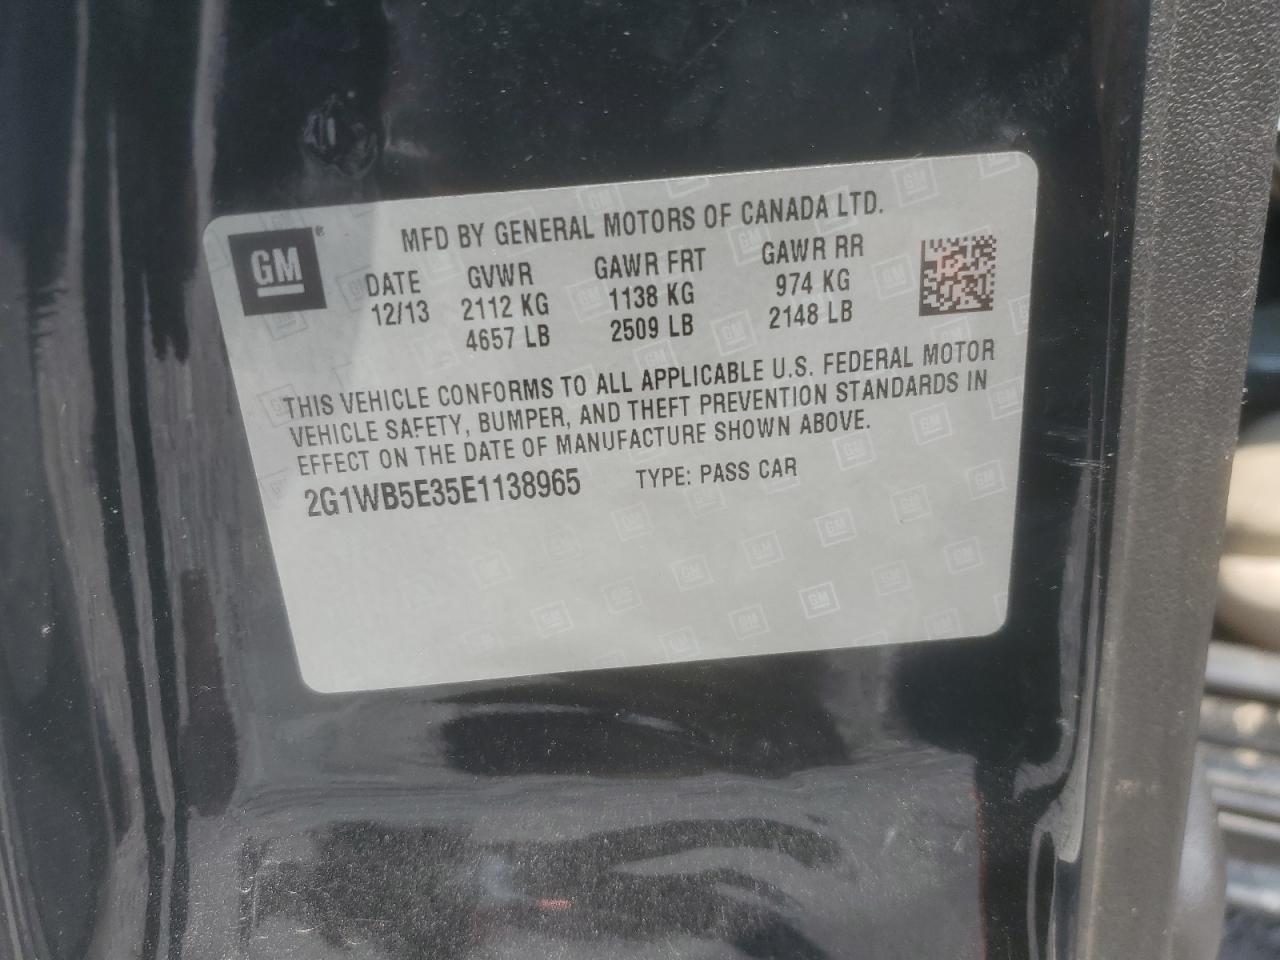 GM®
MFD BY GENERAL MOTORS OF CANADA LTD.
DATE GVWR GAWR FRT GAWR RR
12/13 2112 KG 1138 KG 974 KG
4657 LB 2509 LB 2148 LB
THIS VEHICLE CONFORMS TO ALL APPLICABLE U.S. FEDERAL MOTOR
VEHICLE SAFETY, BUMPER, AND THEFT PREVENTION STANDARDS IN
EFFECT ON THE DATE OF MANUFACTURE SHOWN ABOVE.
2G1WB5E35E1138965 TYPE: PASS CAR